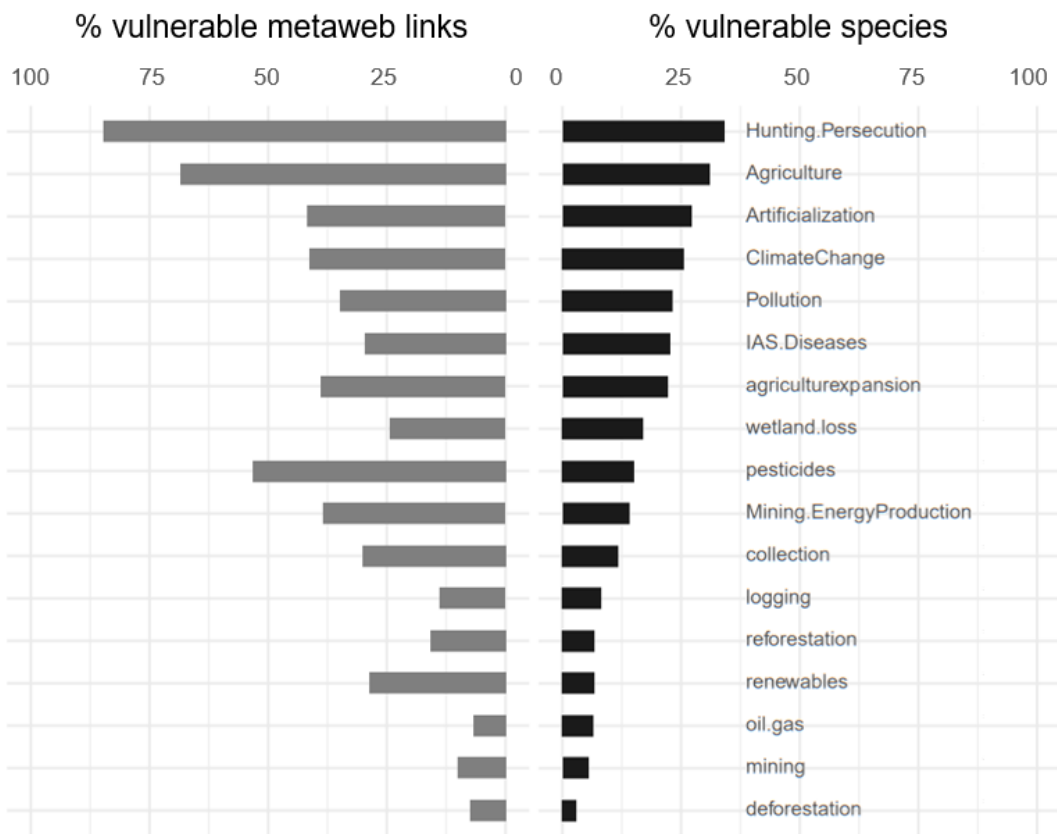 % vulnerable metaweb links % vulnerable species
100 75 50 25 0 0 25 50 75 100
Hunting.Persecution
Agriculture
Artificialization
ClimateChange
Pollution
IAS.Diseases
agriculturexpansion
wetland.loss
pesticides
Mining.EnergyProduction
collection
logging
reforestation
renewables
oil.gas
mining
deforestation